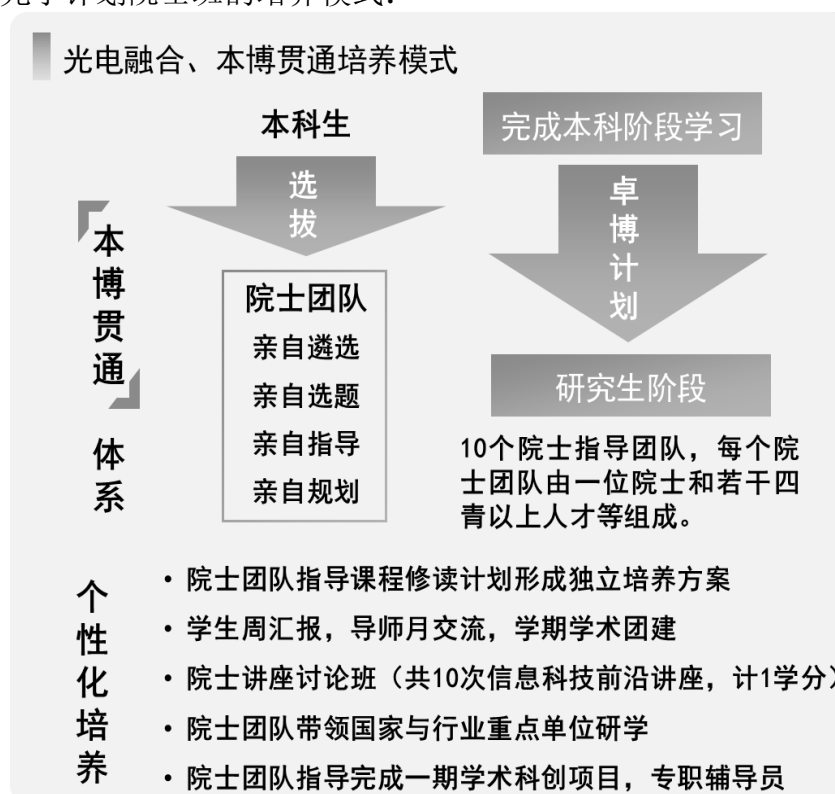 光电融合、本博贯通培养模式
本科生
选拔
院士团队
亲自遴选
亲自选题
亲自指导
亲自规划
完成本科阶段学习
卓博计划
研究生阶段
10个院士指导团队，每个院
士团队由一位院士和若干四
青以上人才等组成。
本博贯通
体系
个性化培养
• 院士团队指导课程修读计划形成独立培养方案
• 学生周汇报，导师月交流，学期学术团建
• 院士讲座讨论班（共10次信息科技前沿讲座，计1学分）
• 院士团队带领国家与行业重点单位研学
• 院士团队指导完成一期学术科创项目，专职辅导员